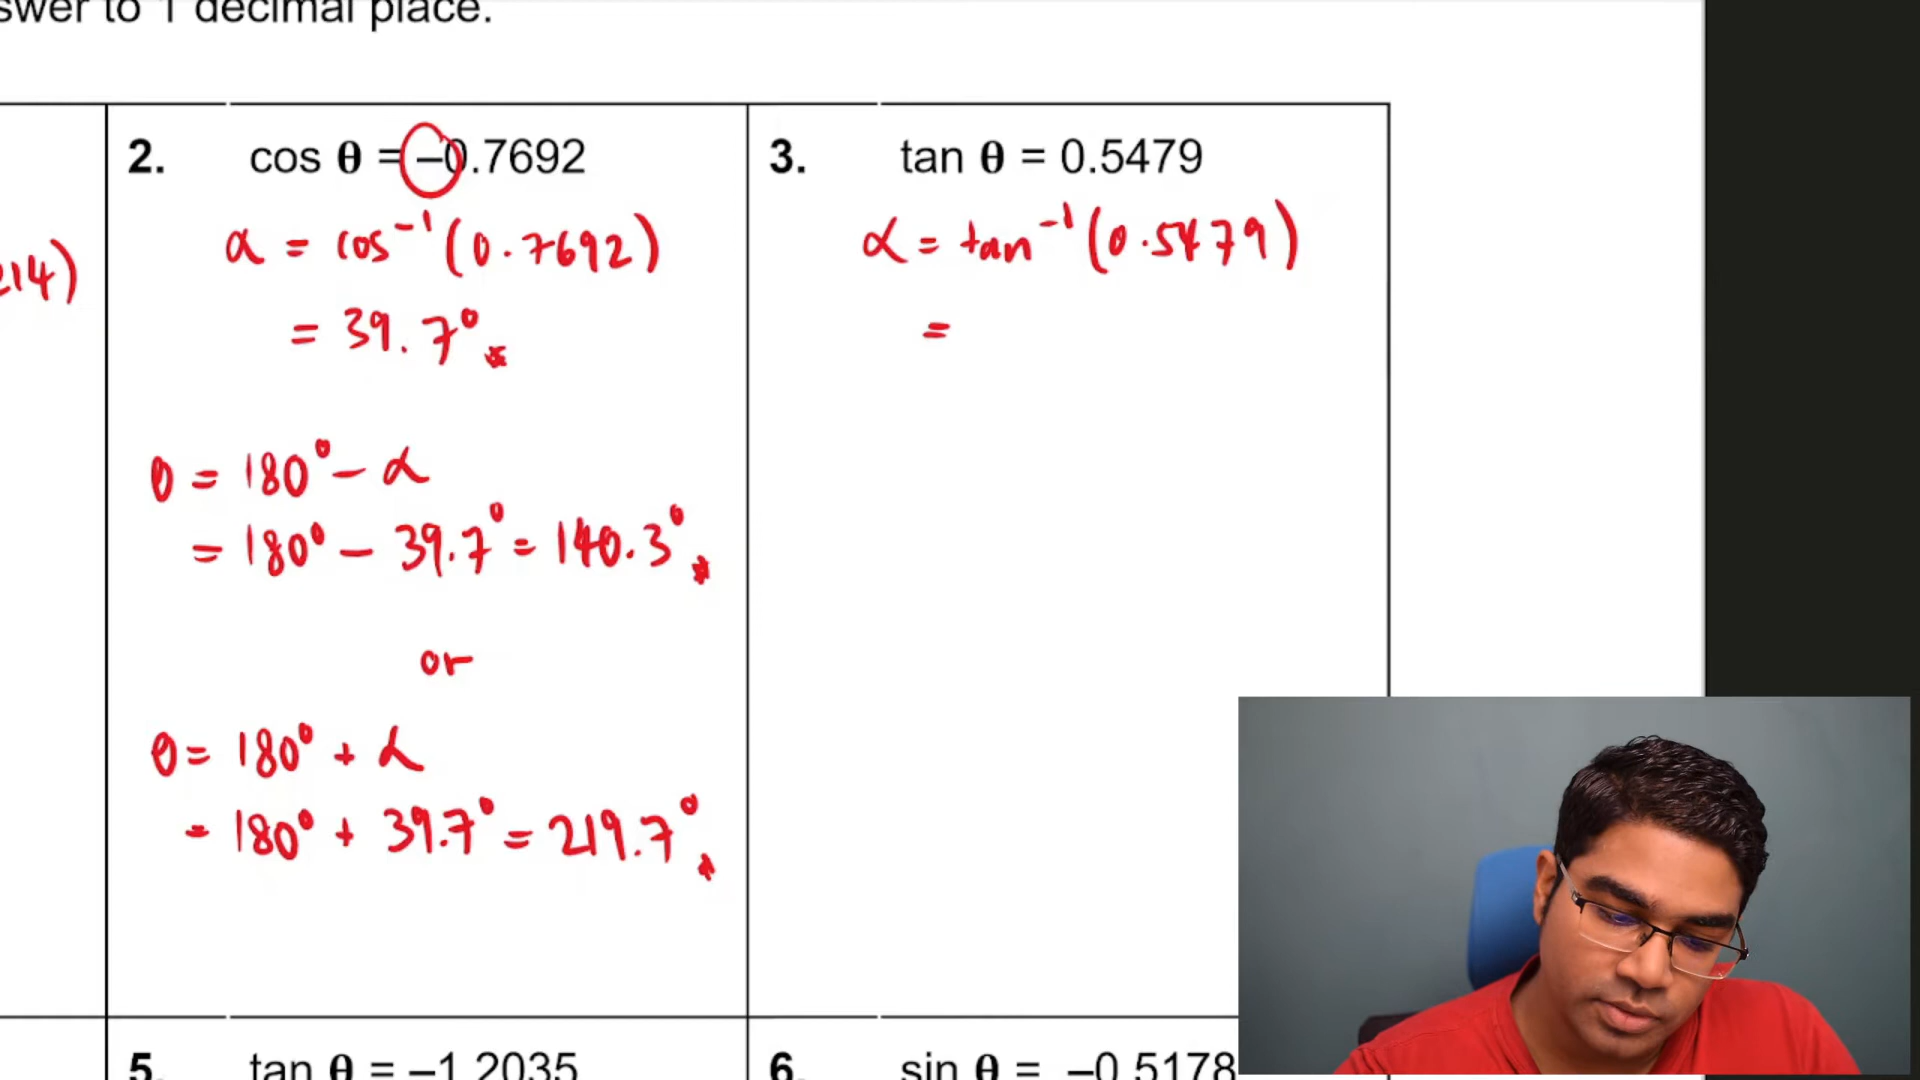 swer to 1 decimal place.
214)
2. cos θ = –0.7692
α = cos⁻¹(0.7692)
= 39.7°
θ = 180° – α
= 180° – 39.7° = 140.3°
or
θ = 180° + α
= 180° + 39.7° = 219.7°
3. tan θ = 0.5479
α = tan⁻¹(0.5479)
=
5. tan θ = –1.2035
6. sin θ = –0.5178